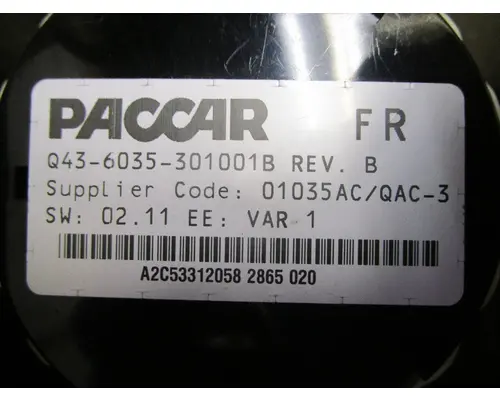 PACCAR FR
Q43-6035-301001B REV. B
Supplier Code: 01035AC/QAC-3
SW: 02.11 EE: VAR 1
A2C53312058 2865 020